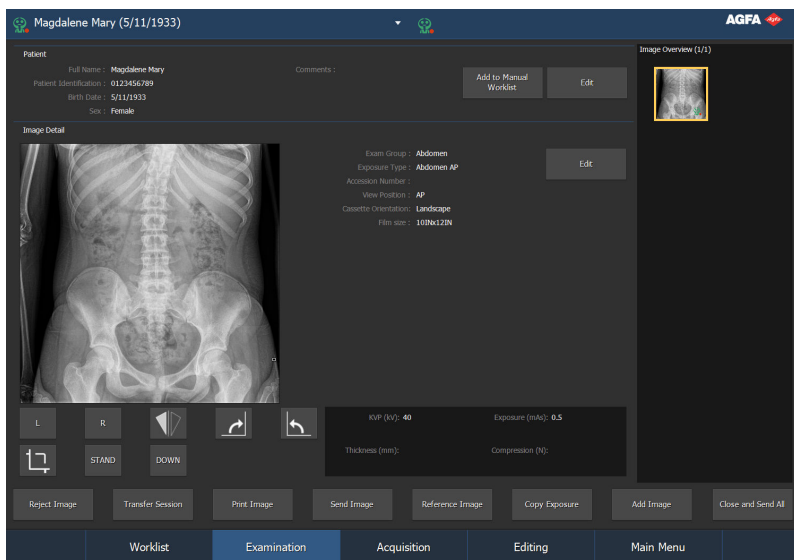 Magdalene Mary (5/11/1933)
AGFA
Patient
Full Name : Magdalene Mary
Patient Identification : 0123456789
Birth Date : 5/11/1933
Sex : Female
Comments :
Add to Manual
Worklist
Edit
Image Overview (1/1)
Image Detail
Exam Group : Abdomen
Exposure Type : Abdomen AP
Accession Number :
View Position : AP
Cassette Orientation: Landscape
Film size : 10INx12IN
Edit
L
R
STAND
DOWN
KVP (kV): 40
Exposure (mAs): 0.5
Thickness (mm):
Compression (N):
Reject Image
Transfer Session
Print Image
Send Image
Reference Image
Copy Exposure
Add Image
Close and Send All
Worklist
Examination
Acquisition
Editing
Main Menu